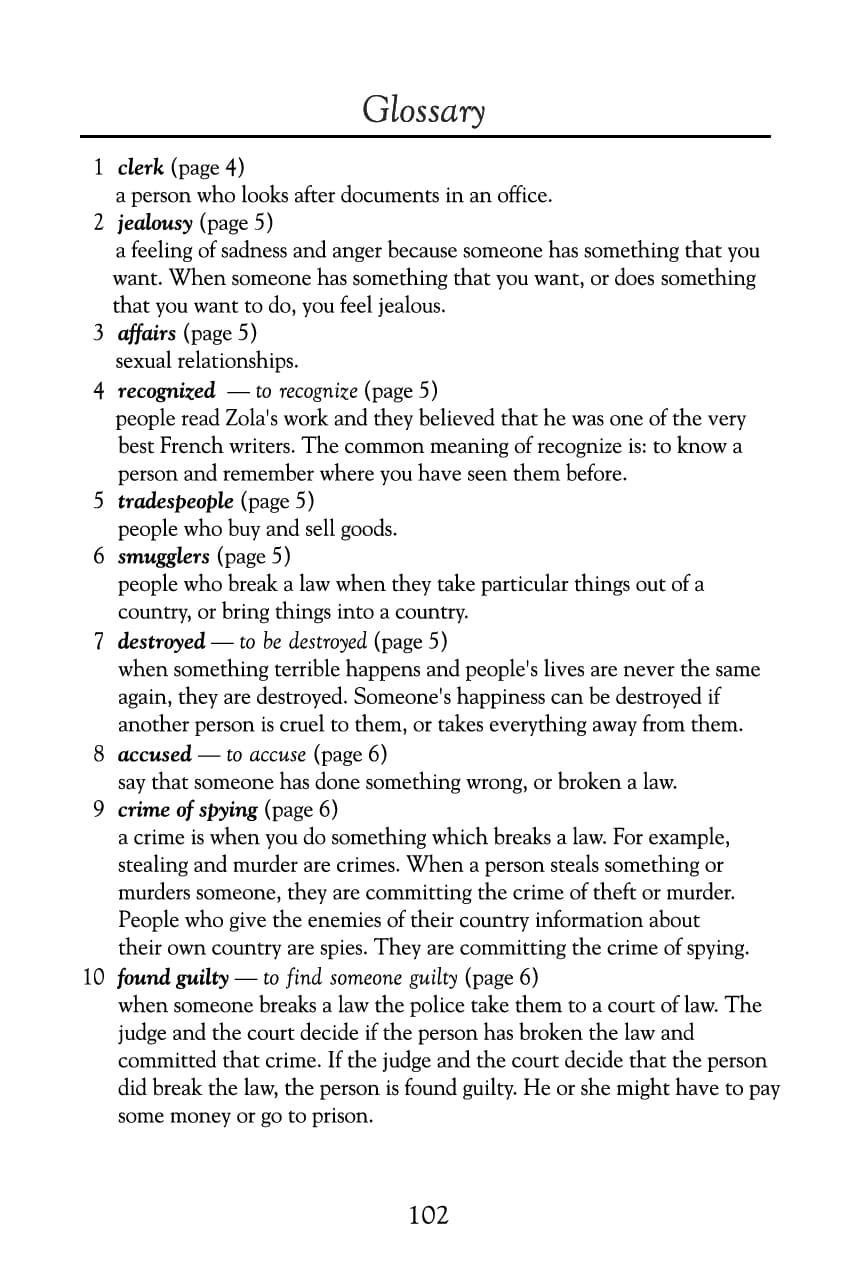 Glossary
1 clerk (page 4)
a person who looks after documents in an office.
2 jealousy (page 5)
a feeling of sadness and anger because someone has something that you
want. When someone has something that you want, or does something
that you want to do, you feel jealous.
3 affairs (page 5)
sexual relationships.
4 recognized — to recognize (page 5)
people read Zola's work and they believed that he was one of the very
best French writers. The common meaning of recognize is: to know a
person and remember where you have seen them before.
5 tradespeople (page 5)
people who buy and sell goods.
6 smugglers (page 5)
people who break a law when they take particular things out of a
country, or bring things into a country.
7 destroyed — to be destroyed (page 5)
when something terrible happens and people's lives are never the same
again, they are destroyed. Someone's happiness can be destroyed if
another person is cruel to them, or takes everything away from them.
8 accused — to accuse (page 6)
say that someone has done something wrong, or broken a law.
9 crime of spying (page 6)
a crime is when you do something which breaks a law. For example,
stealing and murder are crimes. When a person steals something or
murders someone, they are committing the crime of theft or murder.
People who give the enemies of their country information about
their own country are spies. They are committing the crime of spying.
10 found guilty — to find someone guilty (page 6)
when someone breaks a law the police take them to a court of law. The
judge and the court decide if the person has broken the law and
committed that crime. If the judge and the court decide that the person
did break the law, the person is found guilty. He or she might have to pay
some money or go to prison.
102